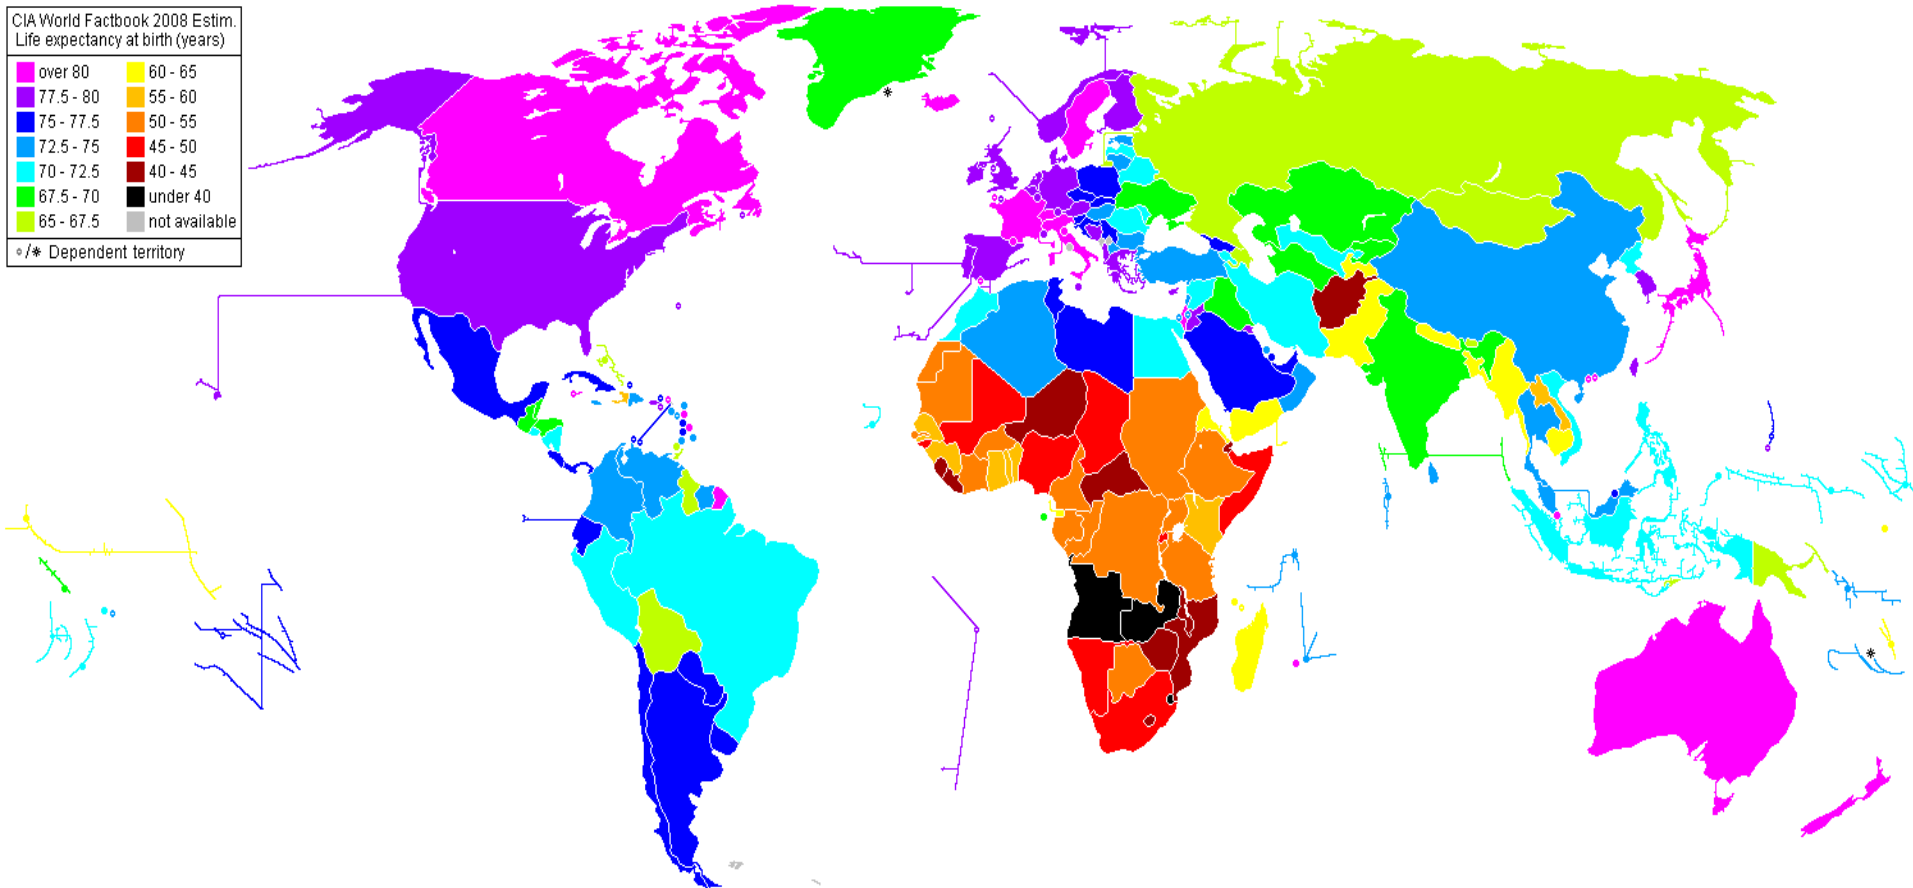 CIA World Factbook 2008 Estim.
Life expectancy at birth (years)
over 80
77.5 - 80
75 - 77.5
72.5 - 75
70 - 72.5
67.5 - 70
65 - 67.5
60 - 65
55 - 60
50 - 55
45 - 50
40 - 45
under 40
not available
∘/✳ Dependent territory